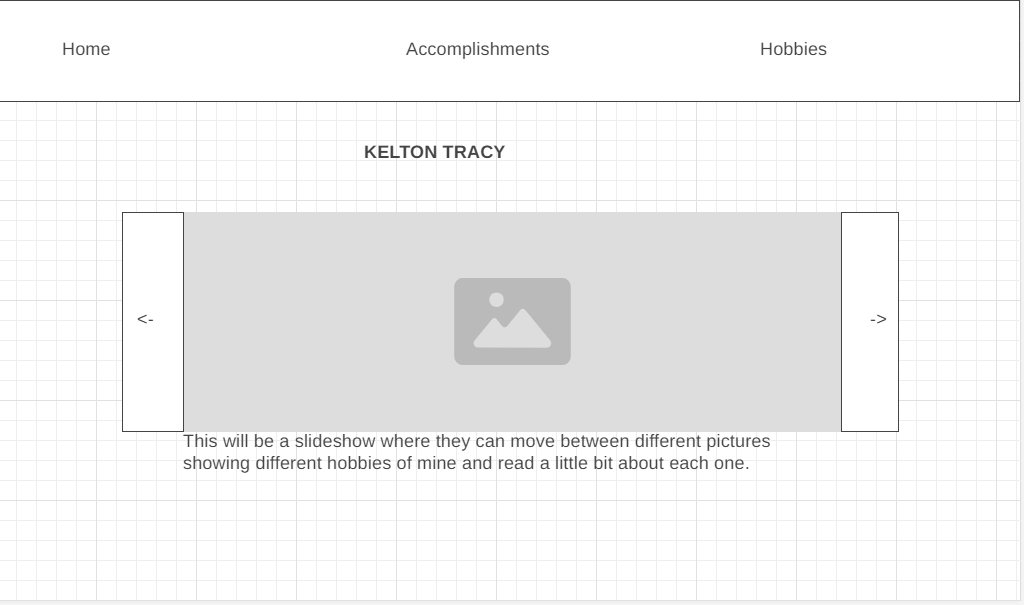 Home Accomplishments Hobbies
KELTON TRACY
<- ->
This will be a slideshow where they can move between different pictures
showing different hobbies of mine and read a little bit about each one.